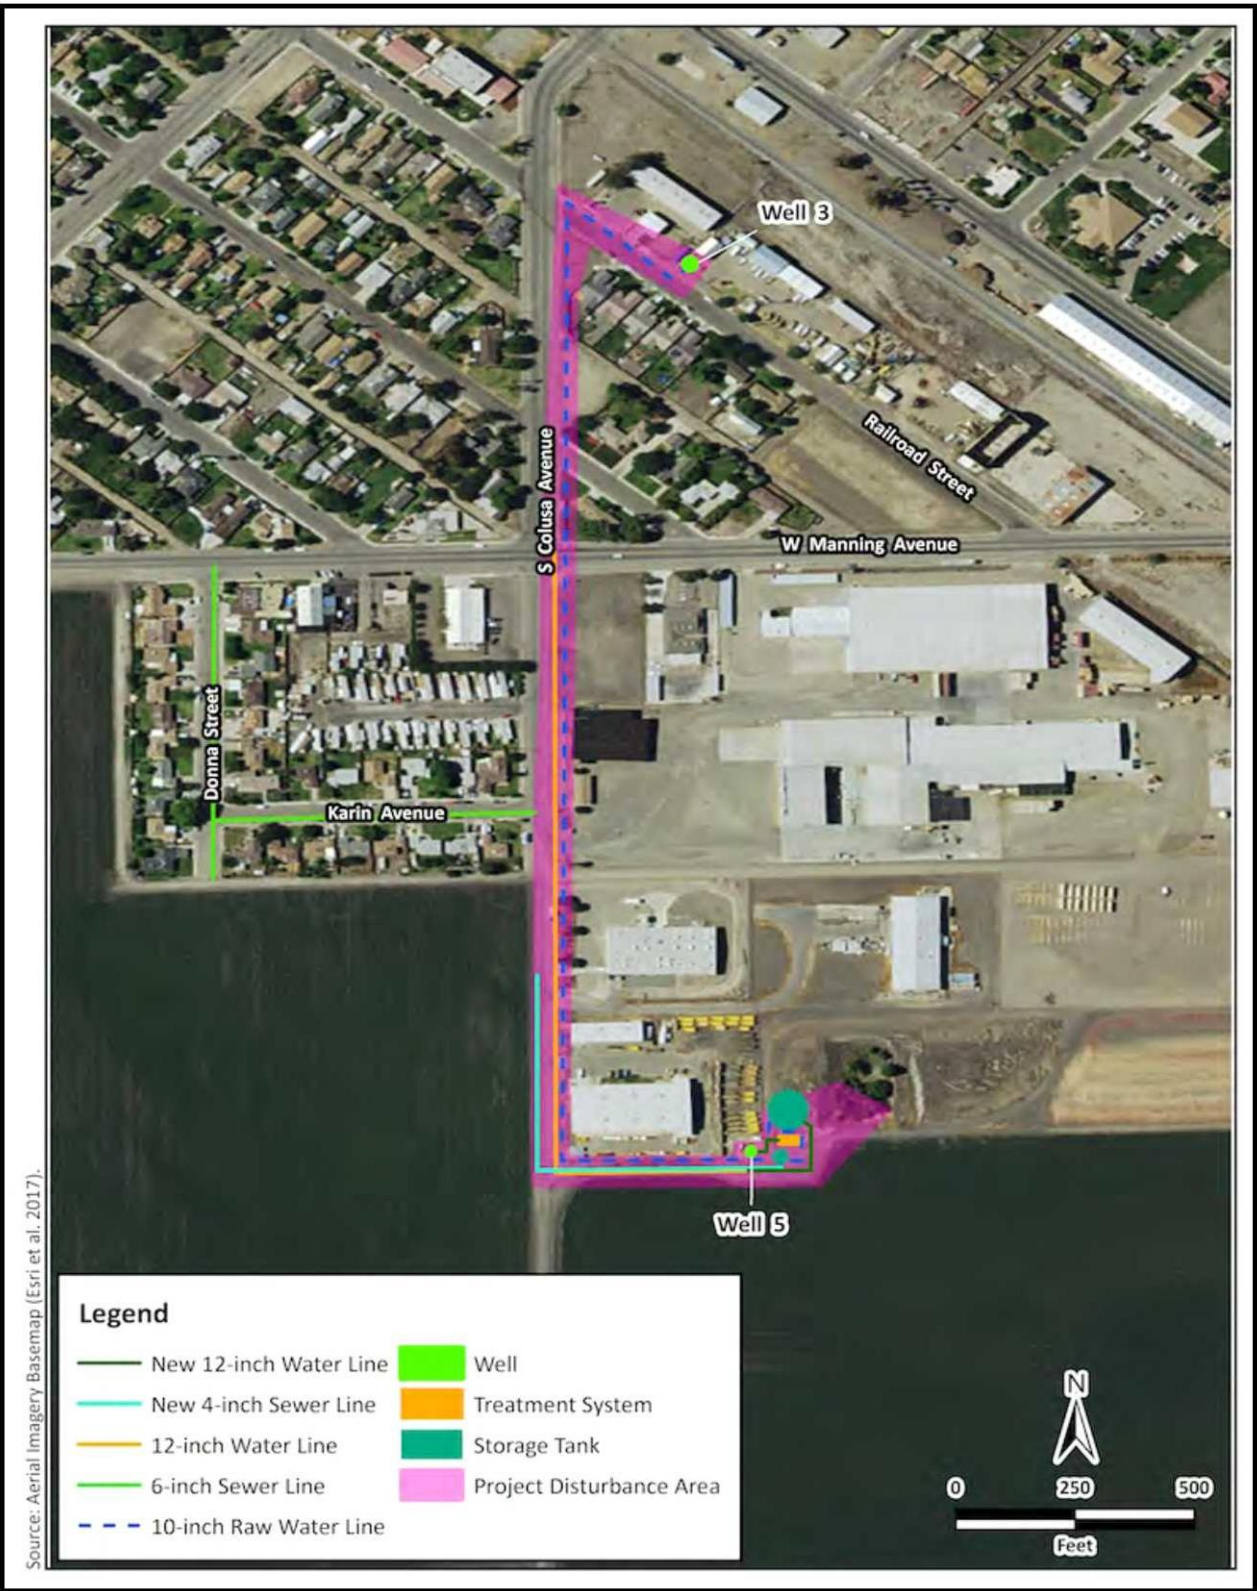 Well 3
Railroad Street
S Colusa Avenue
W Manning Avenue
Donna Street
Karin Avenue
Well 5
Source: Aerial Imagery Basemap (Esri et al. 2017).
Legend
New 12-inch Water Line
New 4-inch Sewer Line
12-inch Water Line
6-inch Sewer Line
10-inch Raw Water Line
Well
Treatment System
Storage Tank
Project Disturbance Area
N
0 250 500
Feet